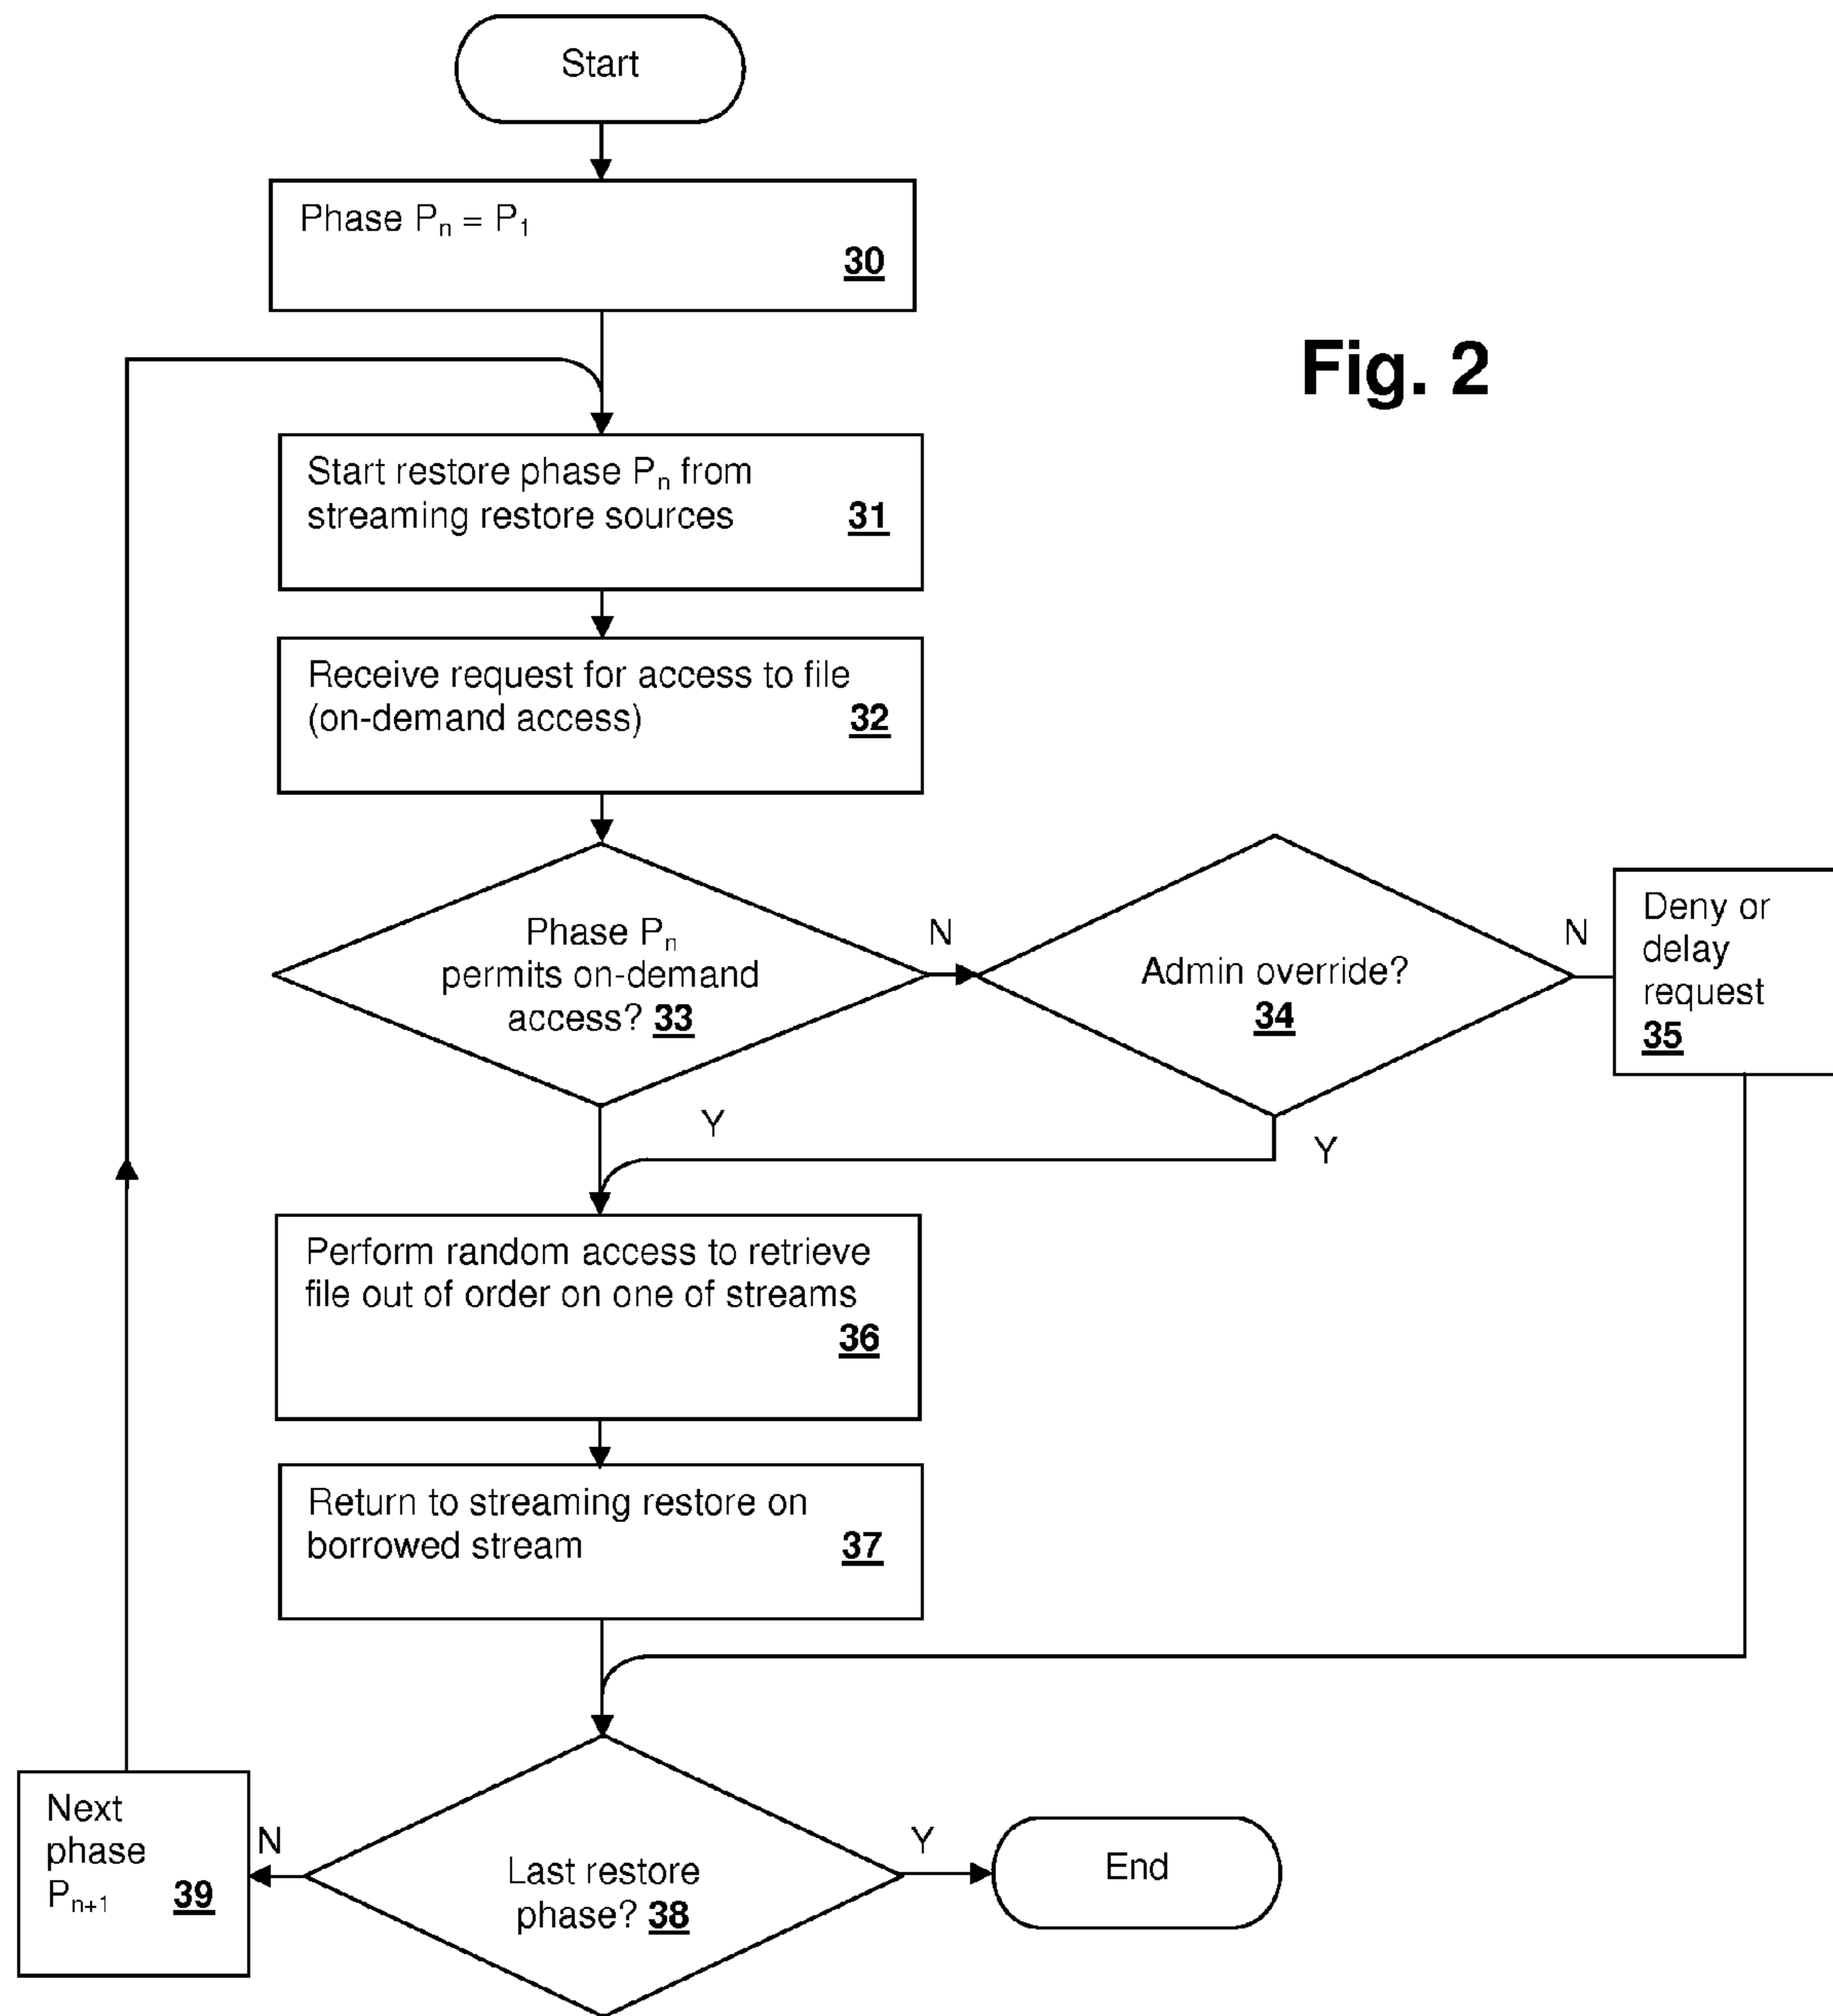 Start
Phase Pn = P1
30
Fig. 2
Start restore phase Pn from
streaming restore sources 31
Receive request for access to file
(on-demand access) 32
Phase Pn
permits on-demand
access? 33
N
Admin override?
34
N
Deny or
delay
request
35
Y
Y
Perform random access to retrieve
file out of order on one of streams
36
Return to streaming restore on
borrowed stream 37
Last restore
phase? 38
N
Next
phase
Pn+1 39
Y
End